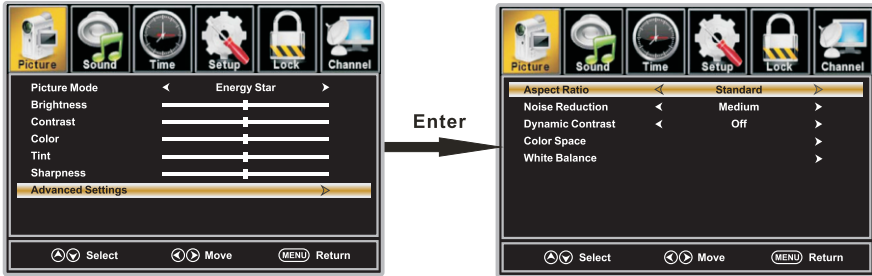 Picture Sound Time Setup Lock Channel
Picture Mode Energy Star
Brightness
Contrast
Color
Tint
Sharpness
Advanced Settings
Select Move MENU Return
Enter
Picture Sound Time Setup Lock Channel
Aspect Ratio Standard
Noise Reduction Medium
Dynamic Contrast Off
Color Space
White Balance
Select Move MENU Return